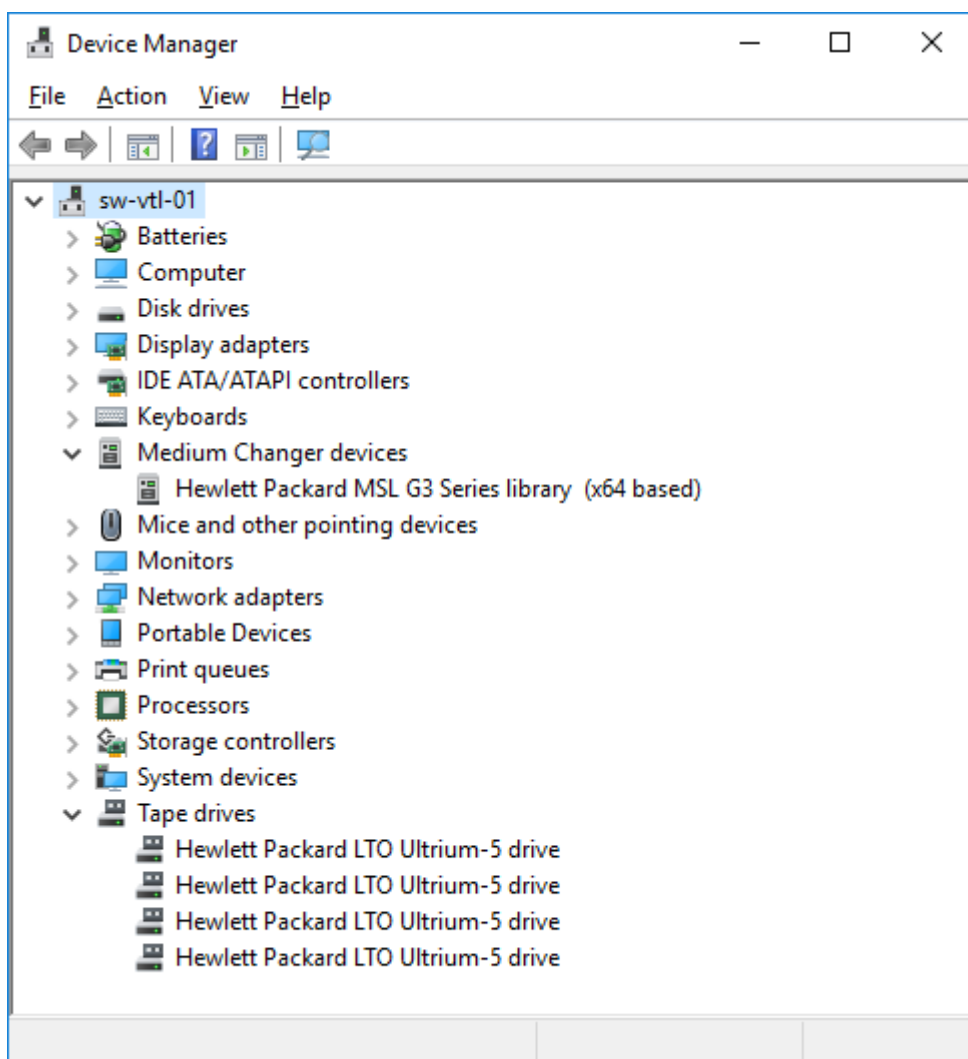 Device Manager
File Action View Help
sw-vtl-01
Batteries
Computer
Disk drives
Display adapters
IDE ATA/ATAPI controllers
Keyboards
Medium Changer devices
Hewlett Packard MSL G3 Series library (x64 based)
Mice and other pointing devices
Monitors
Network adapters
Portable Devices
Print queues
Processors
Storage controllers
System devices
Tape drives
Hewlett Packard LTO Ultrium-5 drive
Hewlett Packard LTO Ultrium-5 drive
Hewlett Packard LTO Ultrium-5 drive
Hewlett Packard LTO Ultrium-5 drive